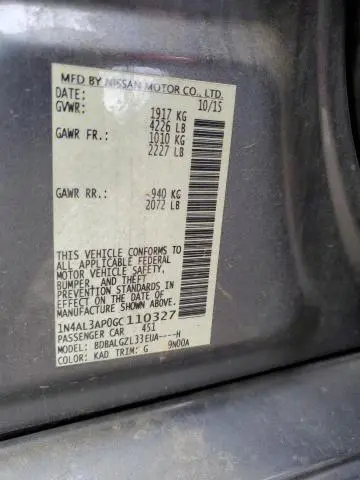 MFD BY NISSAN MOTOR CO., LTD.
DATE: 10/15
GVWR: 1917 KG
4226 LB
GAWR FR: 1010 KG
2227 LB
GAWR RR: 940 KG
2072 LB
THIS VEHICLE CONFORMS TO
ALL APPLICABLE FEDERAL
MOTOR VEHICLE SAFETY,
BUMPER, AND THEFT
PREVENTION STANDARDS IN
EFFECT ON THE DATE OF
MANUFACTURE SHOWN ABOVE.
1N4AL3AP0GC110327
PASSENGER CAR 451
MODEL: BDBALGZL33EUA----H
COLOR: KAD TRIM: G 9N00A